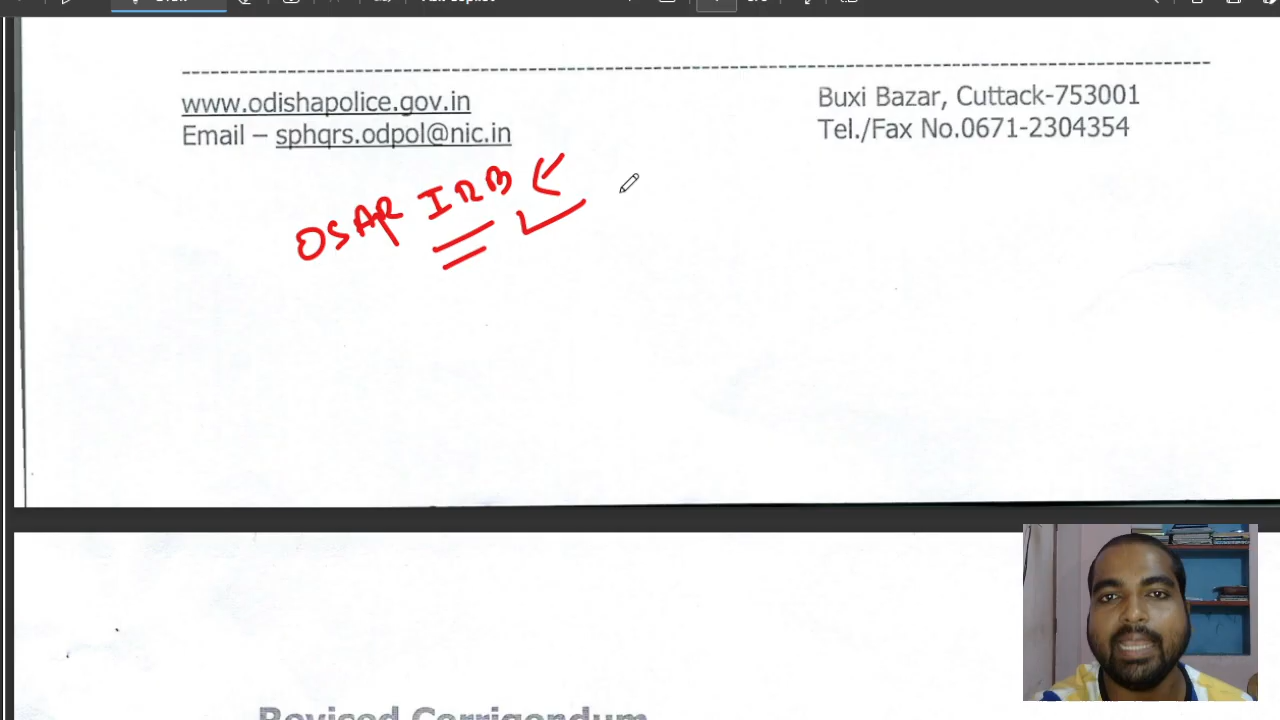 www.odishapolice.gov.in
Buxi Bazar, Cuttack-753001
Email – sphqrs.odpol@nic.in
Tel./Fax No.0671-2304354
OSAP IRB
Revised Corrigendum